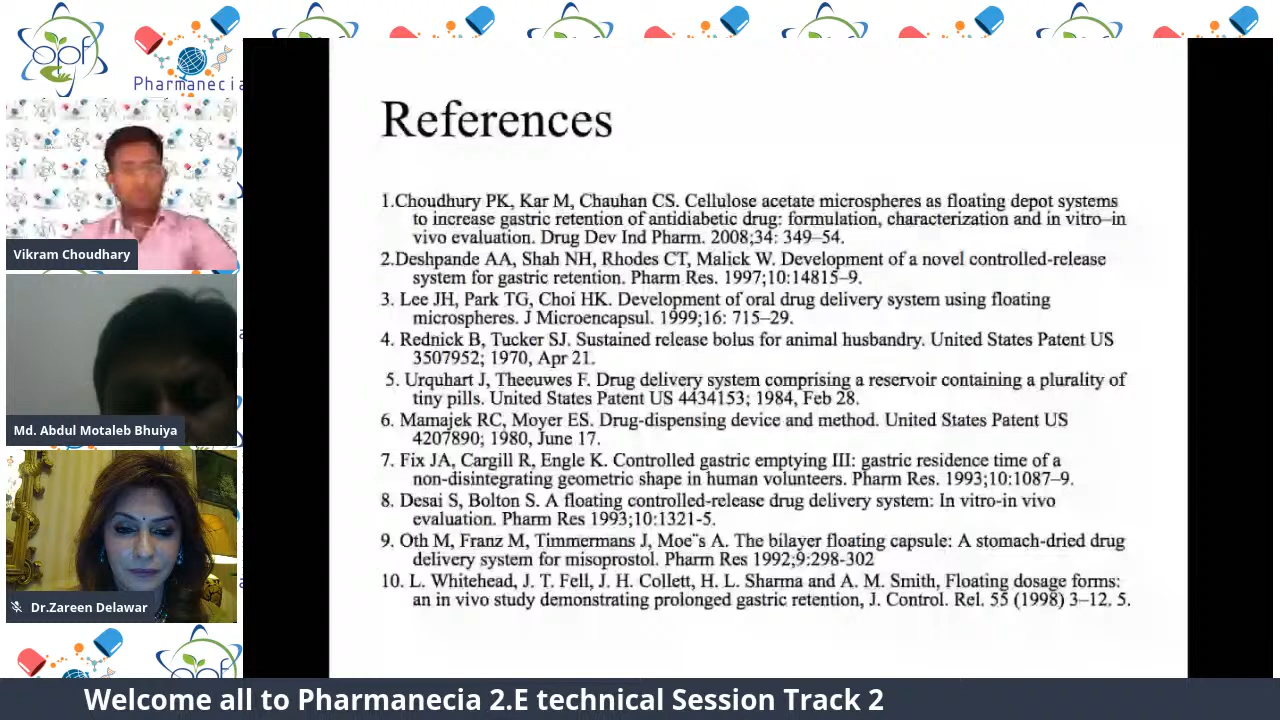 opf
Pharmanecia
Vikram Choudhary
Md. Abdul Motaleb Bhuiya
Dr.Zareen Delawar
References
1.Choudhury PK, Kar M, Chauhan CS. Cellulose acetate microspheres as floating depot systems
to increase gastric retention of antidiabetic drug: formulation, characterization and in vitro–in
vivo evaluation. Drug Dev Ind Pharm. 2008;34: 349–54.
2.Deshpande AA, Shah NH, Rhodes CT, Malick W. Development of a novel controlled-release
system for gastric retention. Pharm Res. 1997;10:14815–9.
3. Lee JH, Park TG, Choi HK. Development of oral drug delivery system using floating
microspheres. J Microencapsul. 1999;16: 715–29.
4. Rednick B, Tucker SJ. Sustained release bolus for animal husbandry. United States Patent US
3507952; 1970, Apr 21.
5. Urquhart J, Theeuwes F. Drug delivery system comprising a reservoir containing a plurality of
tiny pills. United States Patent US 4434153; 1984, Feb 28.
6. Mamajek RC, Moyer ES. Drug-dispensing device and method. United States Patent US
4207890; 1980, June 17.
7. Fix JA, Cargill R, Engle K. Controlled gastric emptying III: gastric residence time of a
non-disintegrating geometric shape in human volunteers. Pharm Res. 1993;10:1087–9.
8. Desai S, Bolton S. A floating controlled-release drug delivery system: In vitro-in vivo
evaluation. Pharm Res 1993;10:1321-5.
9. Oth M, Franz M, Timmermans J, Moe¨s A. The bilayer floating capsule: A stomach-dried drug
delivery system for misoprostol. Pharm Res 1992;9:298-302
10. L. Whitehead, J. T. Fell, J. H. Collett, H. L. Sharma and A. M. Smith, Floating dosage forms:
an in vivo study demonstrating prolonged gastric retention, J. Control. Rel. 55 (1998) 3–12. 5.
Welcome all to Pharmanecia 2.E technical Session Track 2